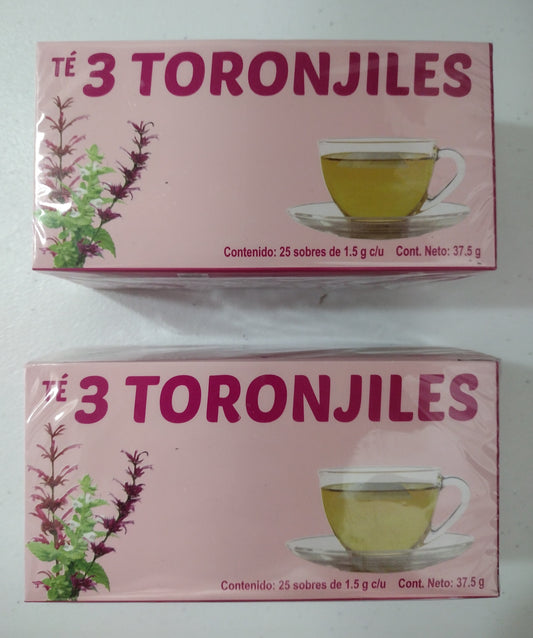 TÉ 3 TORONJILES
Contenido: 25 sobres de 1.5 g c/u Cont. Neto: 37.5 g
TÉ 3 TORONJILES
Contenido: 25 sobres de 1.5 g c/u Cont. Neto: 37.5 g